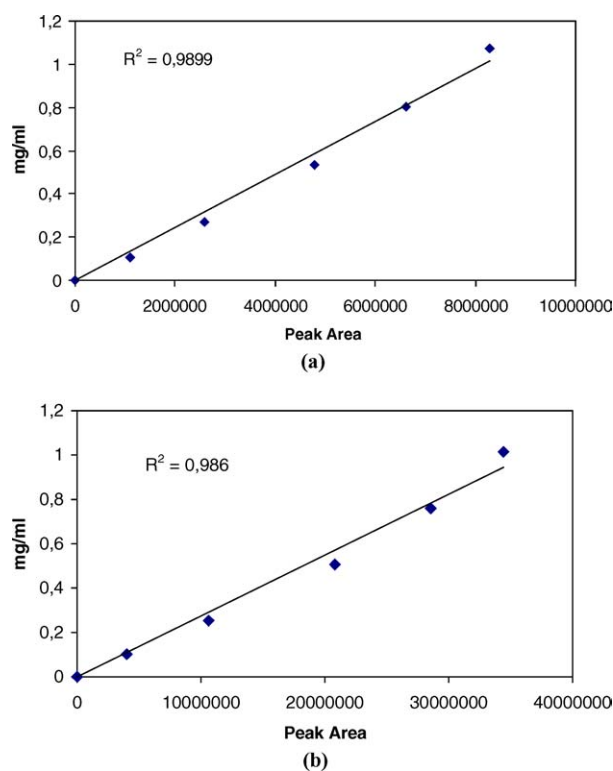 1,2
1
0,8
0,6
0,4
0,2
0
R² = 0,9899
mg/ml
0 2000000 4000000 6000000 8000000 10000000
Peak Area
(a)
1,2
1
0,8
0,6
0,4
0,2
0
R² = 0,986
mg/ml
0 10000000 20000000 30000000 40000000
Peak Area
(b)